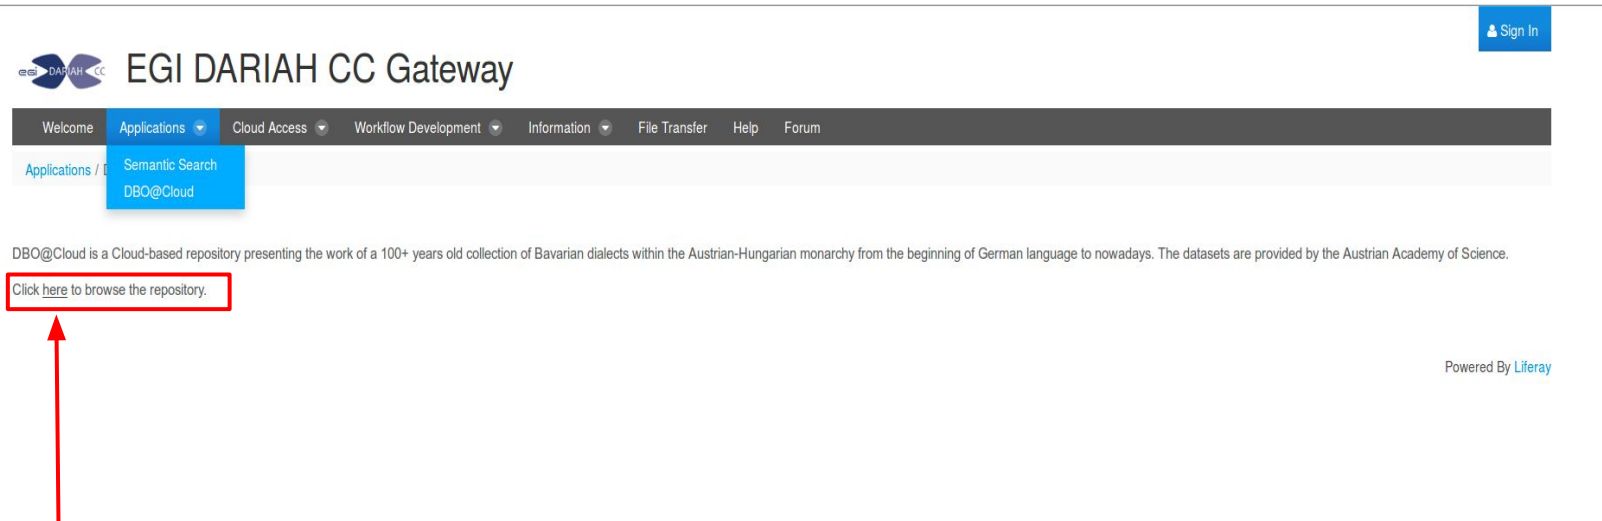 Sign In
egi DARIAH CC
EGI DARIAH CC Gateway
Welcome Applications Cloud Access Workflow Development Information File Transfer Help Forum
Applications /
Semantic Search
DBO@Cloud
DBO@Cloud is a Cloud-based repository presenting the work of a 100+ years old collection of Bavarian dialects within the Austrian-Hungarian monarchy from the beginning of German language to nowadays. The datasets are provided by the Austrian Academy of Science.
Click here to browse the repository.
Powered By Liferay